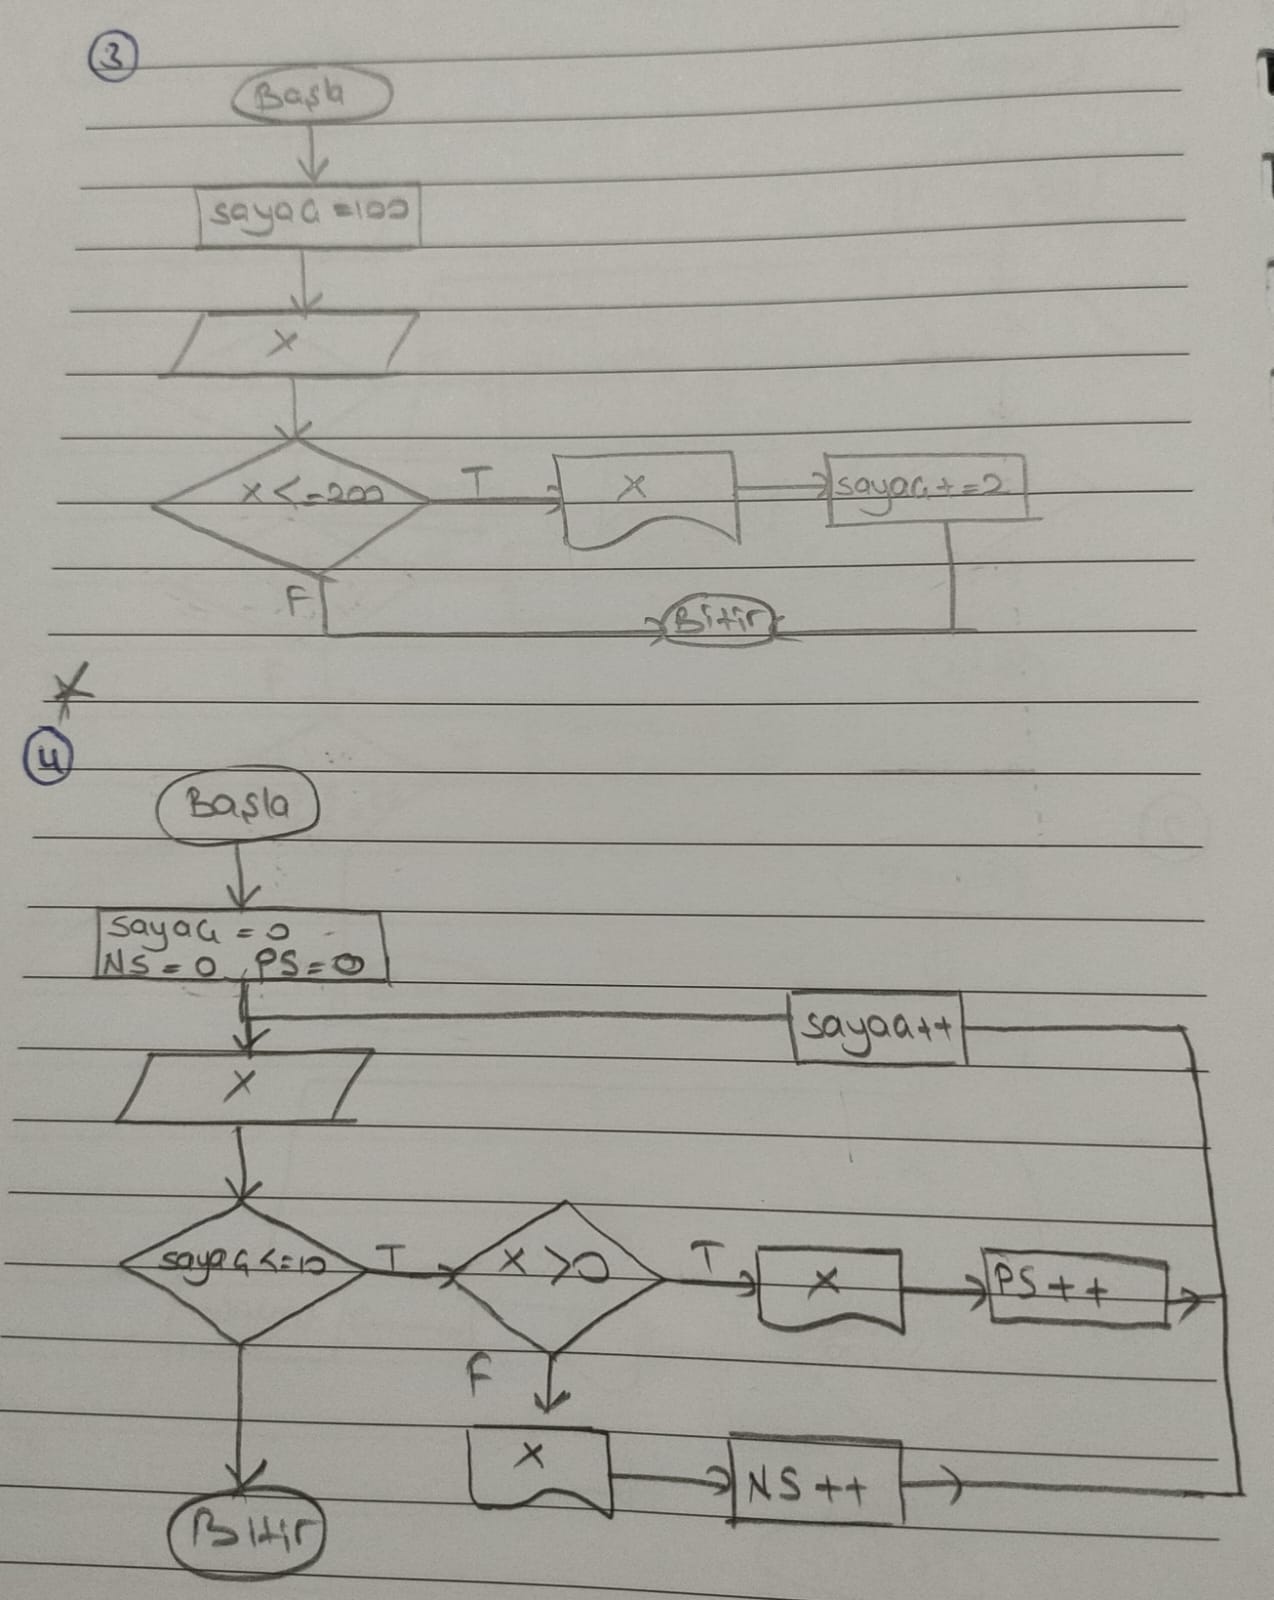 3
Başla
sayaç =100
X
X<=200
T
X
sayaç+=2
F
Bitir
X
4
Başla
sayaç = 0
NS=0, PS=0
sayaç++
X
sayaç<=10
T
X>0
T
X
PS++
F
X
NS++
Bitir